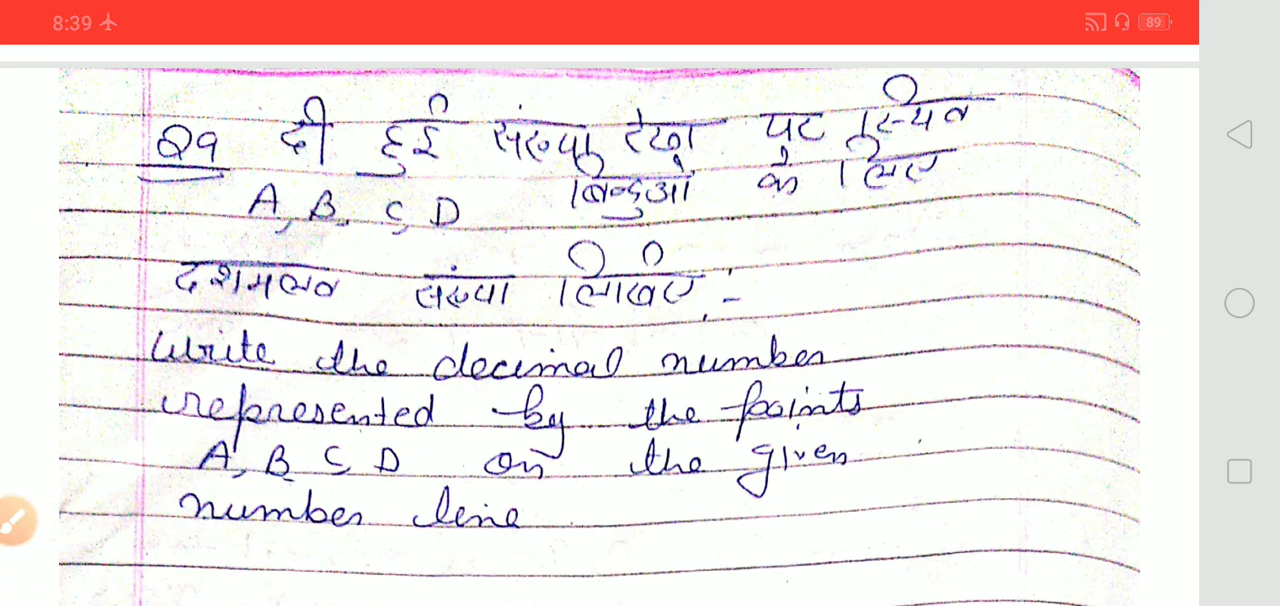 8:39
89
Q9 दी हुई संख्या रेखा पर स्थित
A, B, C, D बिन्दुओं के लिए
दशमलव संख्या लिखिए :-
Write the decimal number
represented by the points
A, B C, D on the given
number line